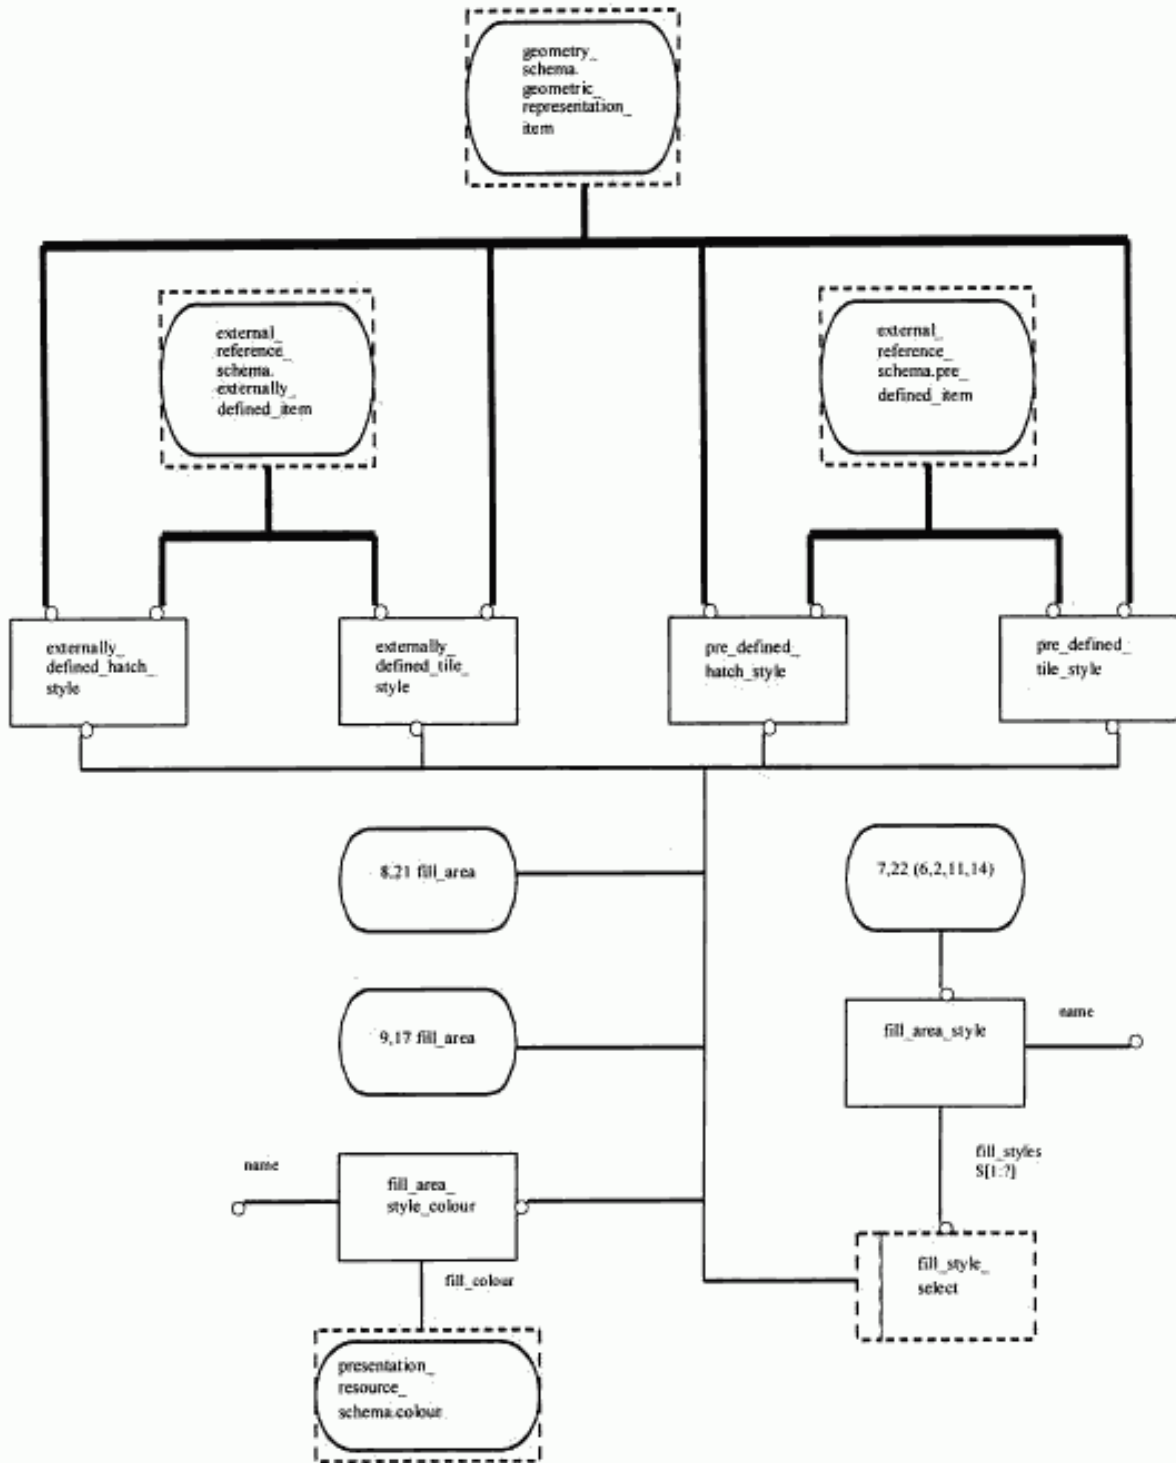 geometry_
schema.
geometric_
representation_
item
external_
reference_
schema.
externally_
defined_item
external_
reference_
schema.pre_
defined_item
externally_
defined_hatch_
style
externally_
defined_tile_
style
pre_defined_
hatch_style
pre_defined_
tile_style
8,21 fill_area
7,22 (6,2,11,14)
9,17 fill_area
fill_area_style
name
fill_styles
S[1:?]
name
fill_area_
style_colour
fill_colour
fill_style_
select
presentation_
resource_
schema.colour